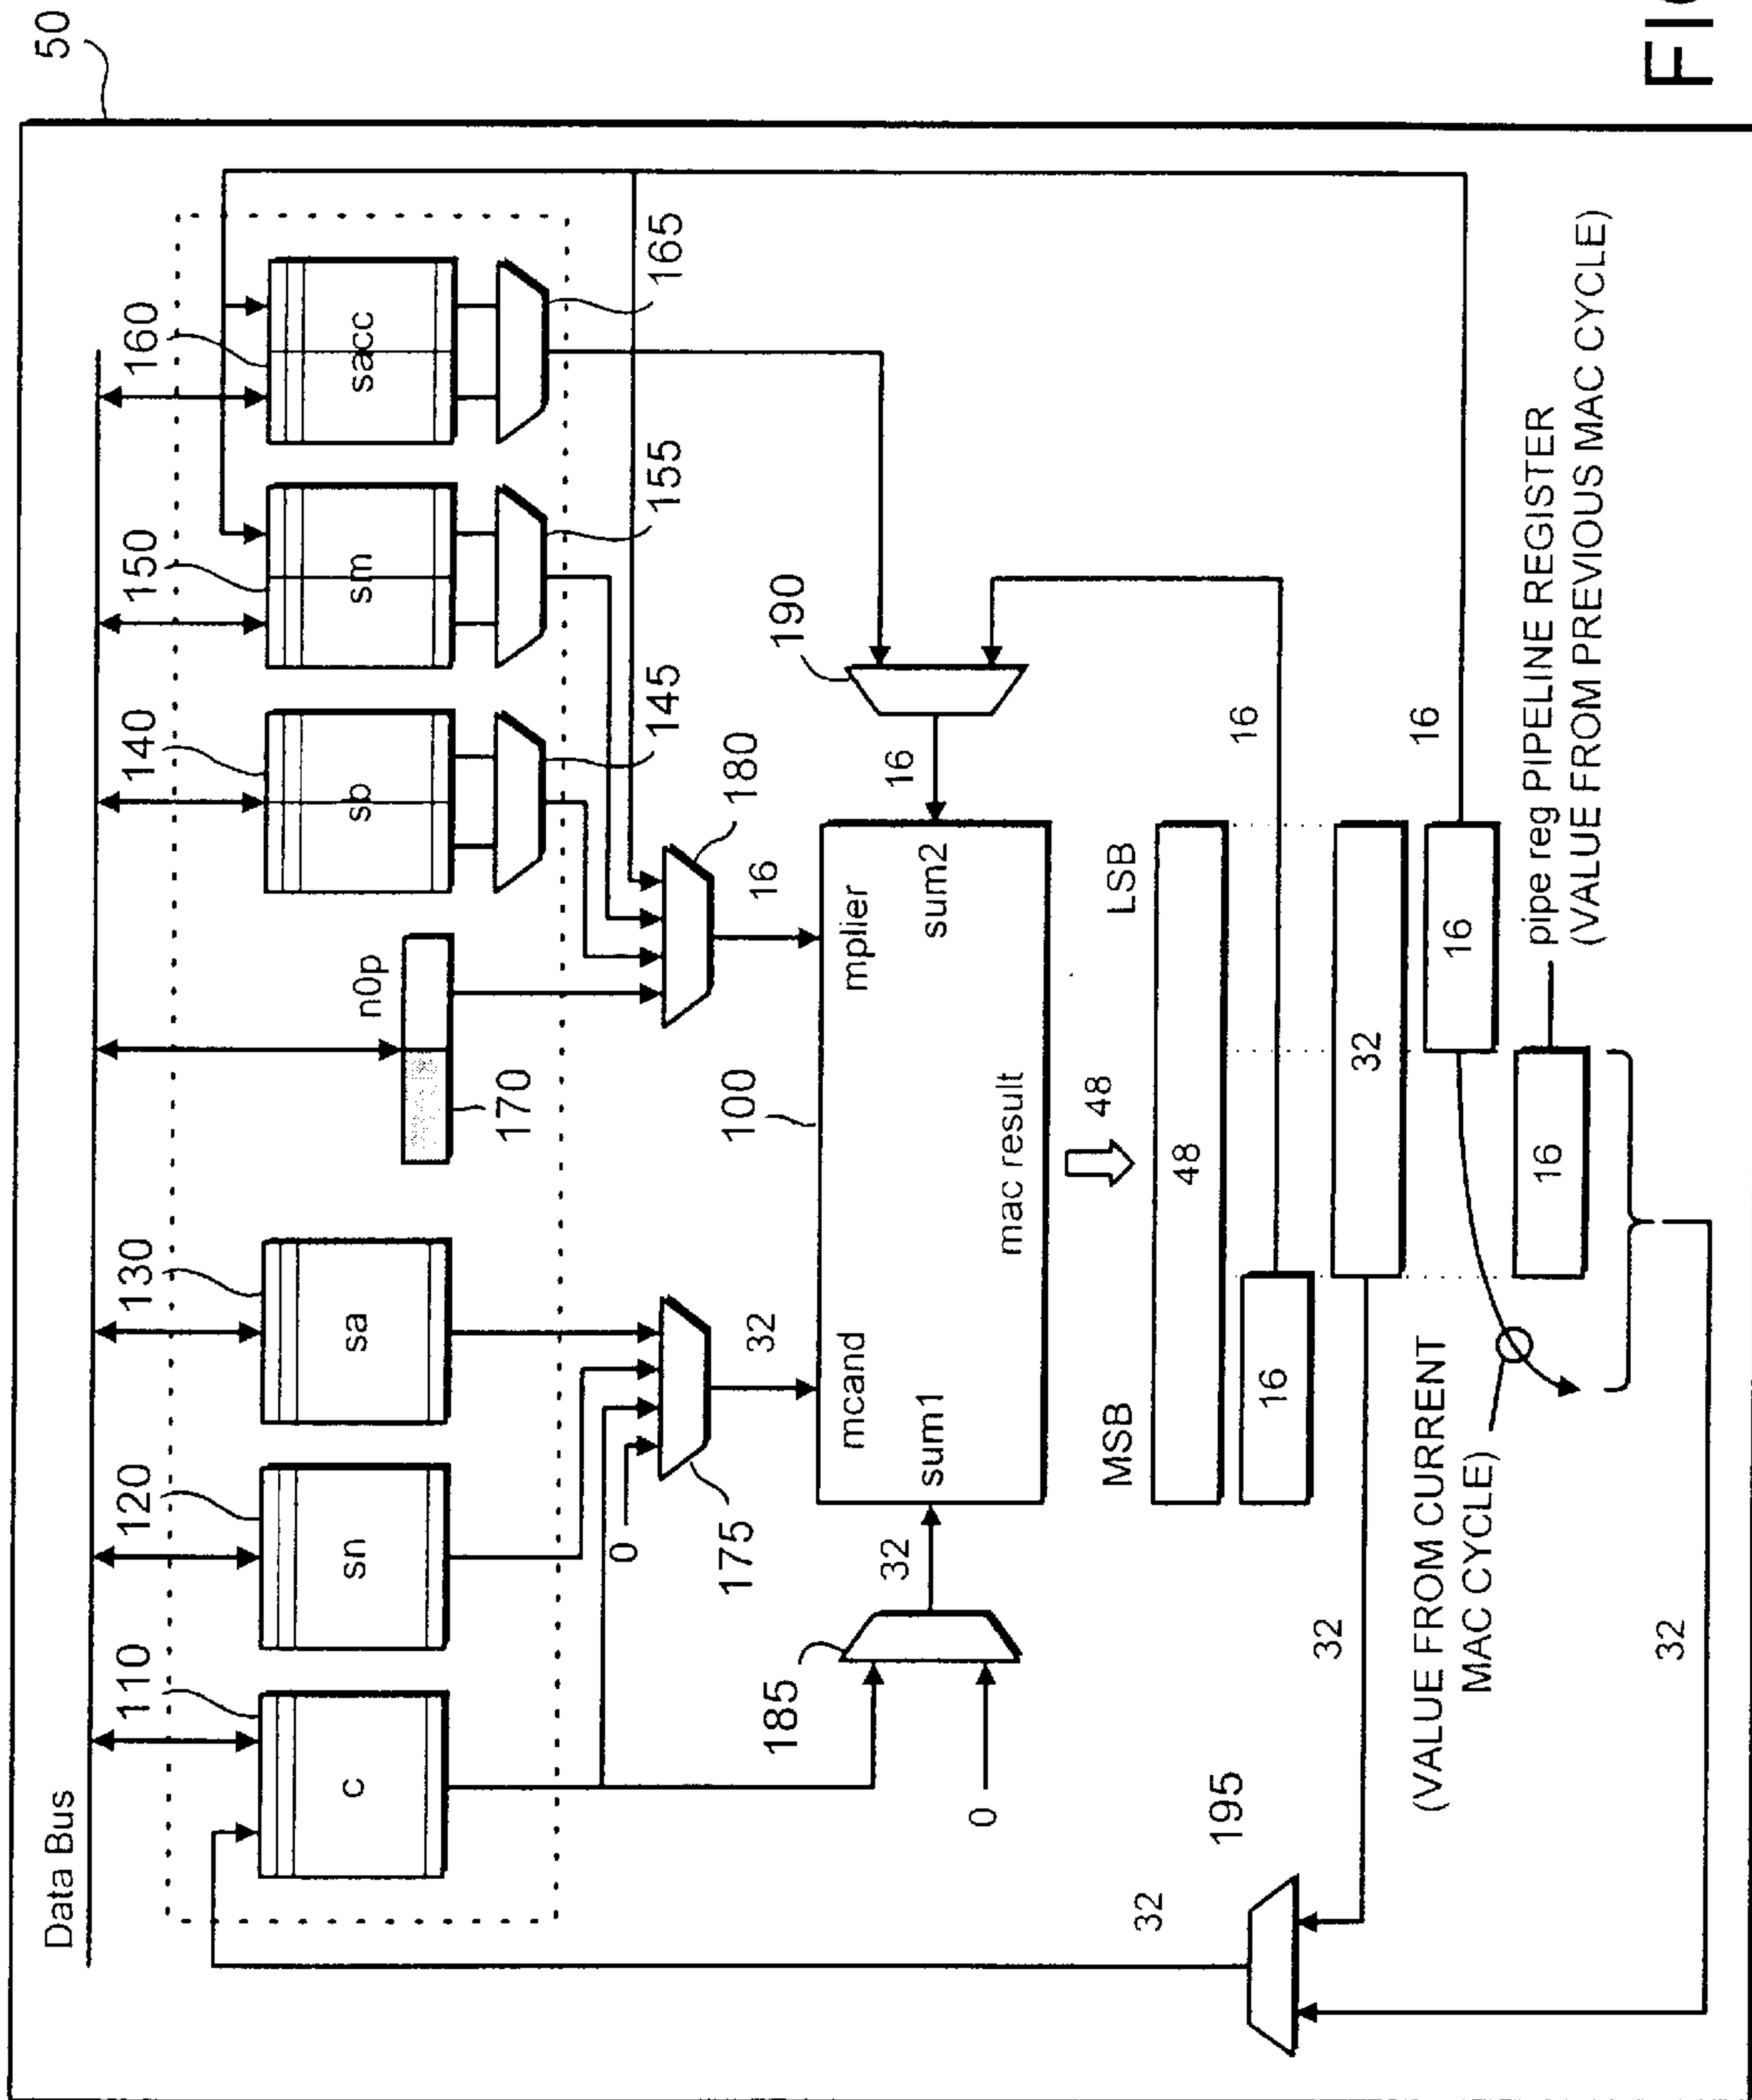 50
Data Bus
110
120
130
140
150
160
c
sn
sa
n0p
sb
sm
sacc
170
145
155
165
0
175
180
32
16
100
190
185
mcand
mplier
32
sum1
sum2
16
0
mac result
48
MSB
LSB
195
48
32
16
16
32
32
16
16
(VALUE FROM CURRENT
MAC CYCLE)
16
pipe reg PIPELINE REGISTER
(VALUE FROM PREVIOUS MAC CYCLE)
32